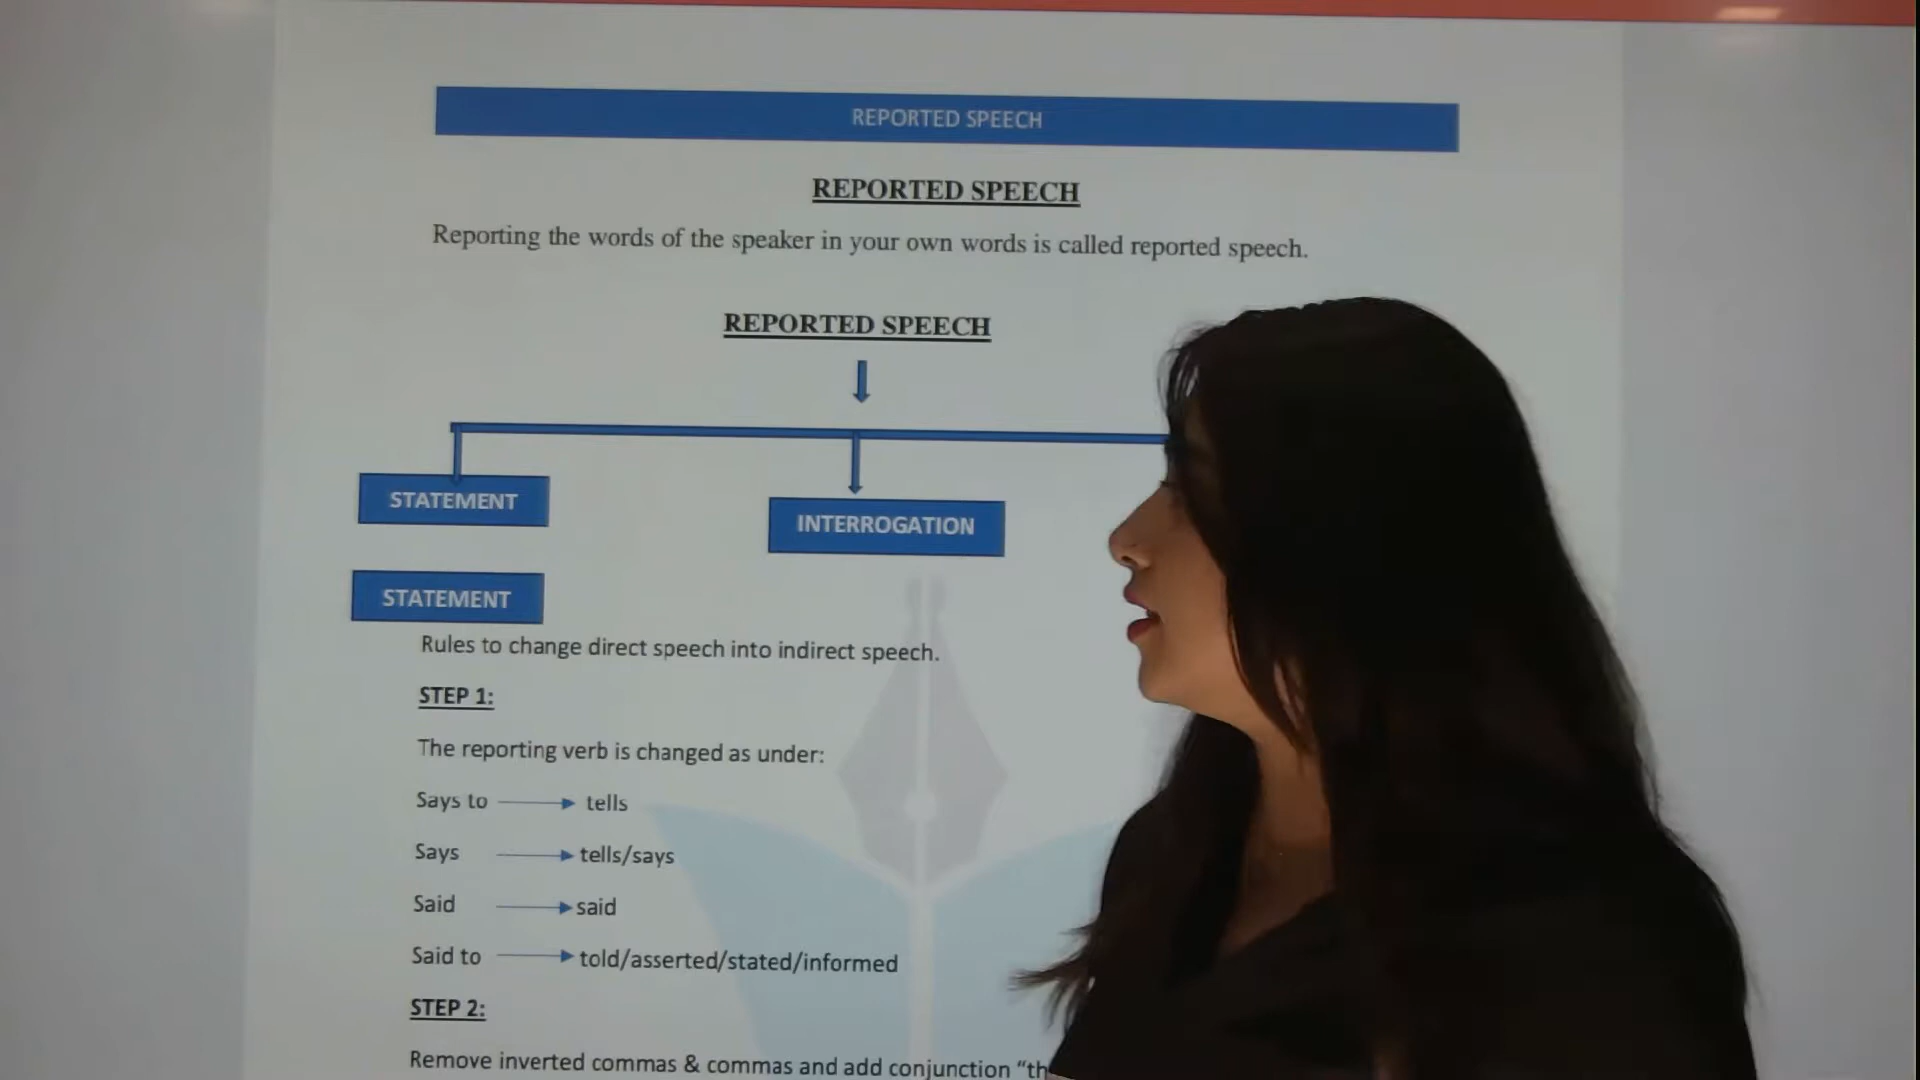 REPORTED SPEECH
REPORTED SPEECH
Reporting the words of the speaker in your own words is called reported speech.
REPORTED SPEECH
STATEMENT
INTERROGATION
STATEMENT
Rules to change direct speech into indirect speech.
STEP 1:
The reporting verb is changed as under:
Says to tells
Says tells/says
Said said
Said to told/asserted/stated/informed
STEP 2:
Remove inverted commas & commas and add conjunction